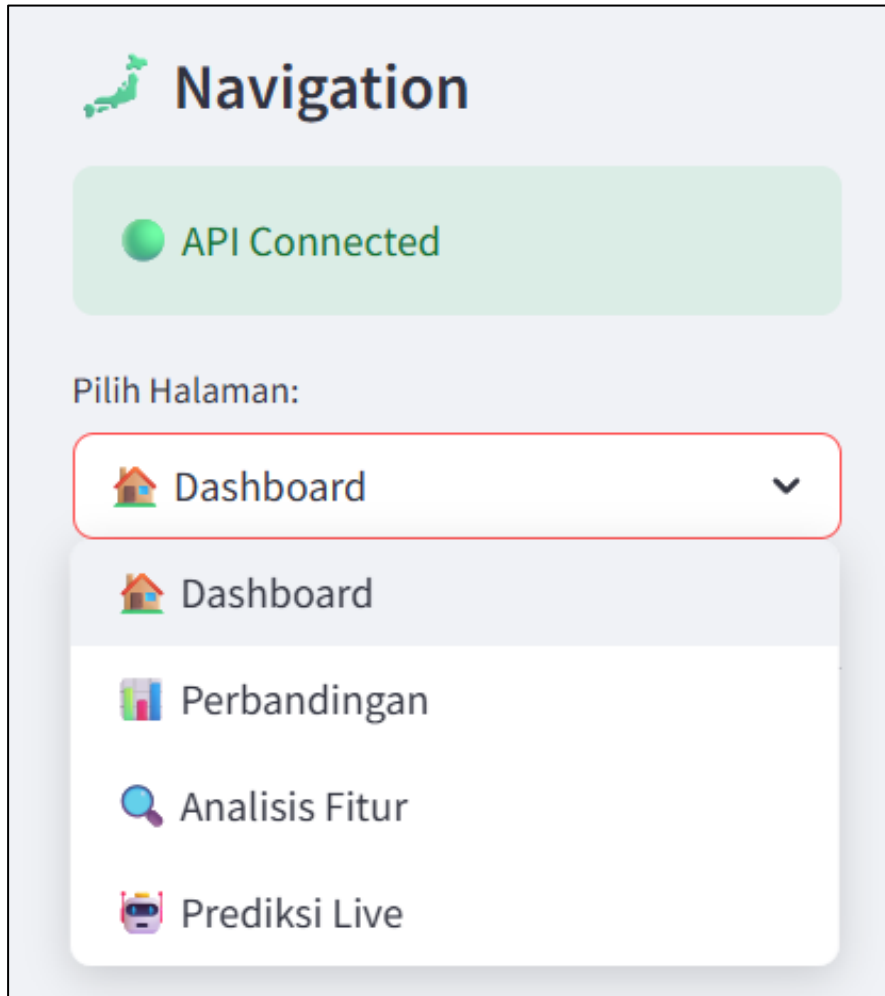 Navigation
API Connected
Pilih Halaman:
Dashboard
Dashboard
Perbandingan
Analisis Fitur
Prediksi Live